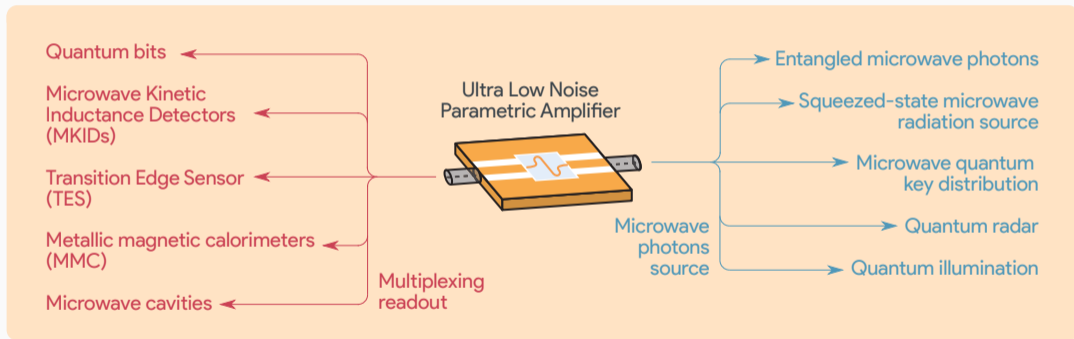 Quantum bits
Microwave Kinetic
Inductance Detectors
(MKIDs)
Transition Edge Sensor
(TES)
Metallic magnetic calorimeters
(MMC)
Microwave cavities
Multiplexing
readout
Ultra Low Noise
Parametric Amplifier
Microwave
photons
source
Entangled microwave photons
Squeezed-state microwave
radiation source
Microwave quantum
key distribution
Quantum radar
Quantum illumination